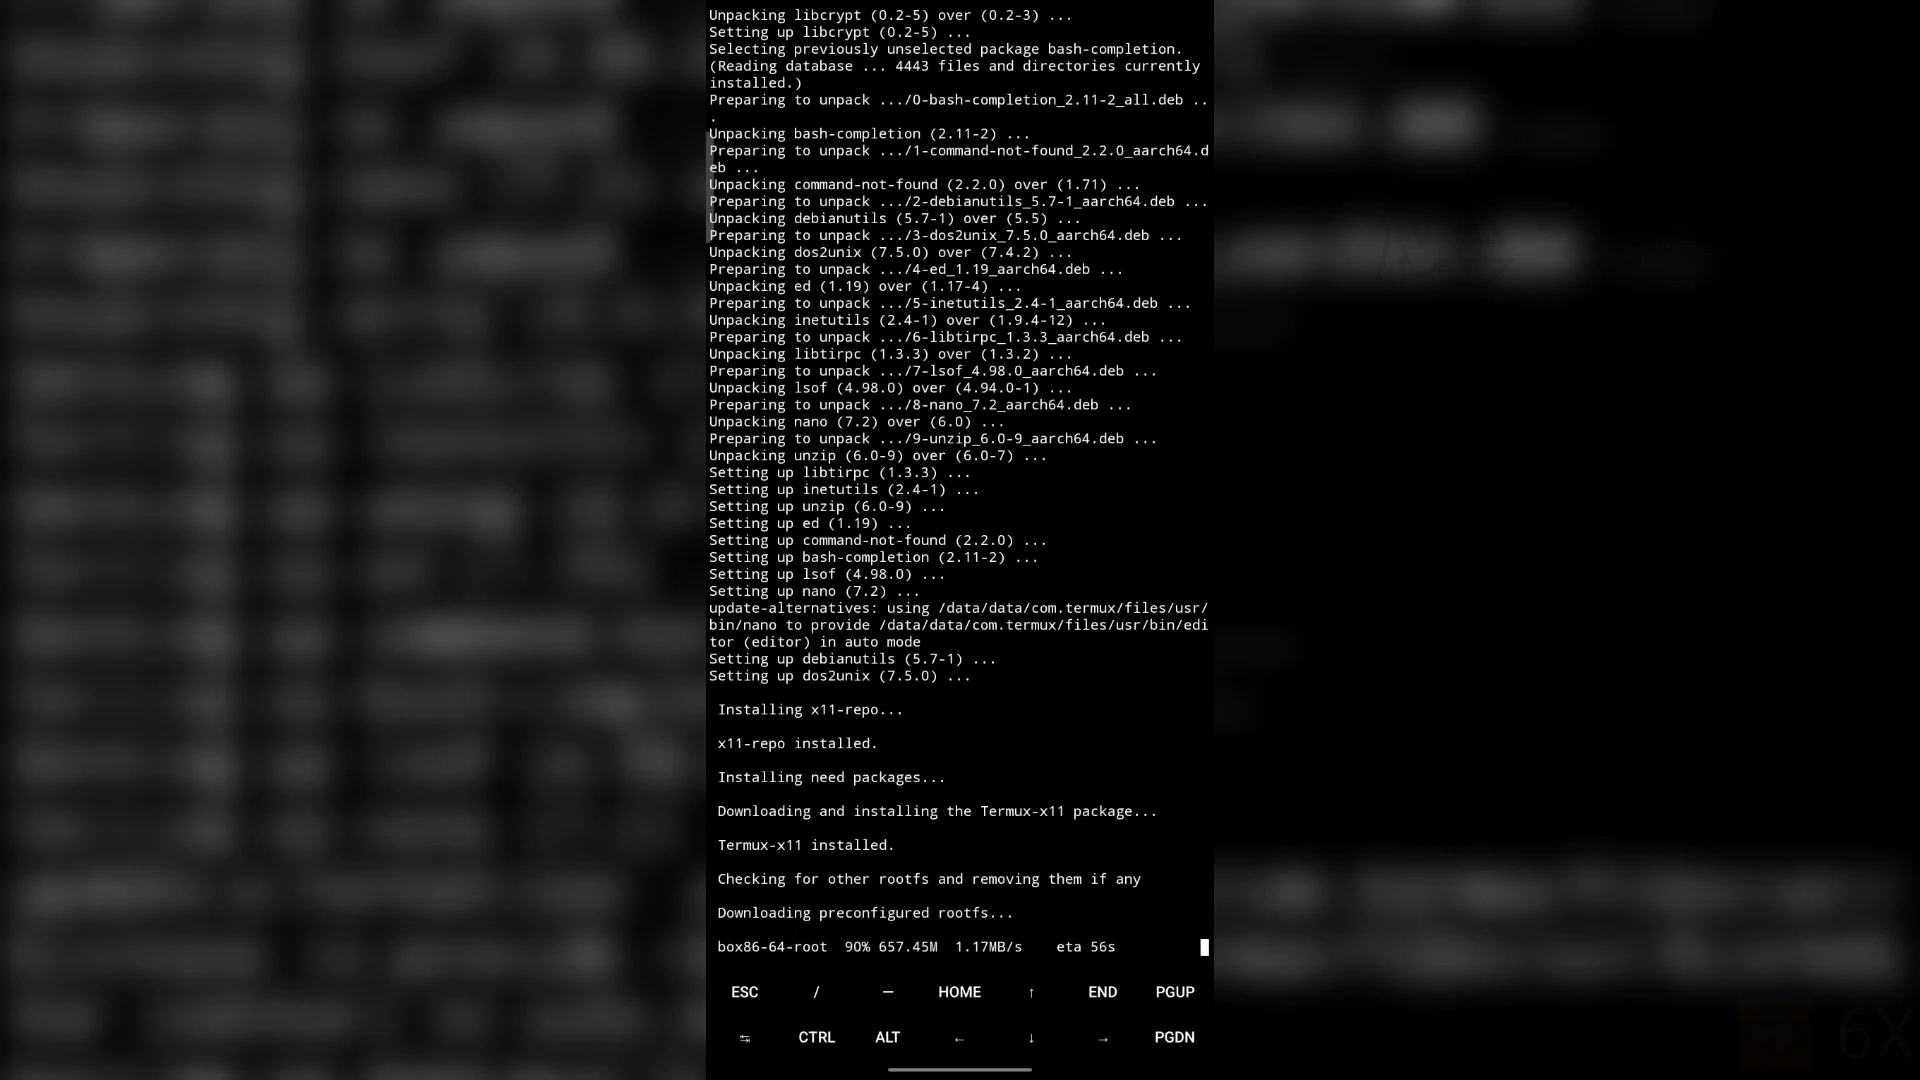 Unpacking libcrypt (0.2-5) over (0.2-3) ...
Setting up libcrypt (0.2-5) ...
Selecting previously unselected package bash-completion.
(Reading database ... 4443 files and directories currently
installed.)
Preparing to unpack .../0-bash-completion_2.11-2_all.deb ..
.
Unpacking bash-completion (2.11-2) ...
Preparing to unpack .../1-command-not-found_2.2.0_aarch64.d
eb ...
Unpacking command-not-found (2.2.0) over (1.71) ...
Preparing to unpack .../2-debianutils_5.7-1_aarch64.deb ...
Unpacking debianutils (5.7-1) over (5.5) ...
Preparing to unpack .../3-dos2unix_7.5.0_aarch64.deb ...
Unpacking dos2unix (7.5.0) over (7.4.2) ...
Preparing to unpack .../4-ed_1.19_aarch64.deb ...
Unpacking ed (1.19) over (1.17-4) ...
Preparing to unpack .../5-inetutils_2.4-1_aarch64.deb ...
Unpacking inetutils (2.4-1) over (1.9.4-12) ...
Preparing to unpack .../6-libtirpc_1.3.3_aarch64.deb ...
Unpacking libtirpc (1.3.3) over (1.3.2) ...
Preparing to unpack .../7-lsof_4.98.0_aarch64.deb ...
Unpacking lsof (4.98.0) over (4.94.0-1) ...
Preparing to unpack .../8-nano_7.2_aarch64.deb ...
Unpacking nano (7.2) over (6.0) ...
Preparing to unpack .../9-unzip_6.0-9_aarch64.deb ...
Unpacking unzip (6.0-9) over (6.0-7) ...
Setting up libtirpc (1.3.3) ...
Setting up inetutils (2.4-1) ...
Setting up unzip (6.0-9) ...
Setting up ed (1.19) ...
Setting up command-not-found (2.2.0) ...
Setting up bash-completion (2.11-2) ...
Setting up lsof (4.98.0) ...
Setting up nano (7.2) ...
update-alternatives: using /data/data/com.termux/files/usr/
bin/nano to provide /data/data/com.termux/files/usr/bin/edi
tor (editor) in auto mode
Setting up debianutils (5.7-1) ...
Setting up dos2unix (7.5.0) ...
Installing x11-repo...
x11-repo installed.
Installing need packages...
Downloading and installing the Termux-x11 package...
Termux-x11 installed.
Checking for other rootfs and removing them if any
Downloading preconfigured rootfs...
box86-64-root 90% 657.45M 1.17MB/s eta 56s
ESC / — HOME ↑ END PGUP
↹ CTRL ALT ← ↓ → PGDN
6X